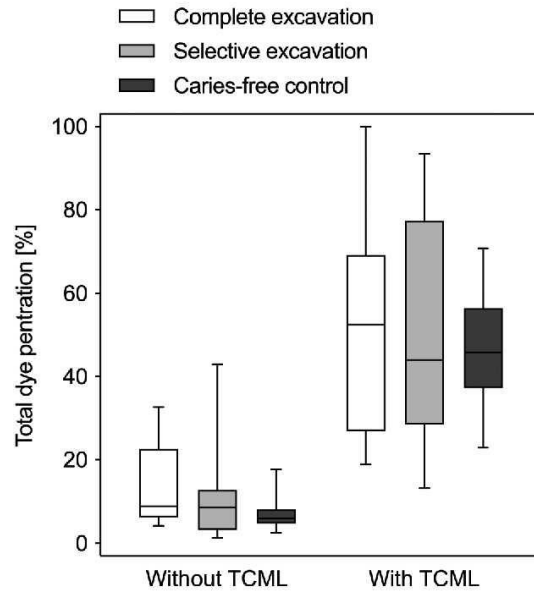 Complete excavation
Selective excavation
Caries-free control
Total dye pentration [%]
100
80
60
40
20
0
Without TCML
With TCML